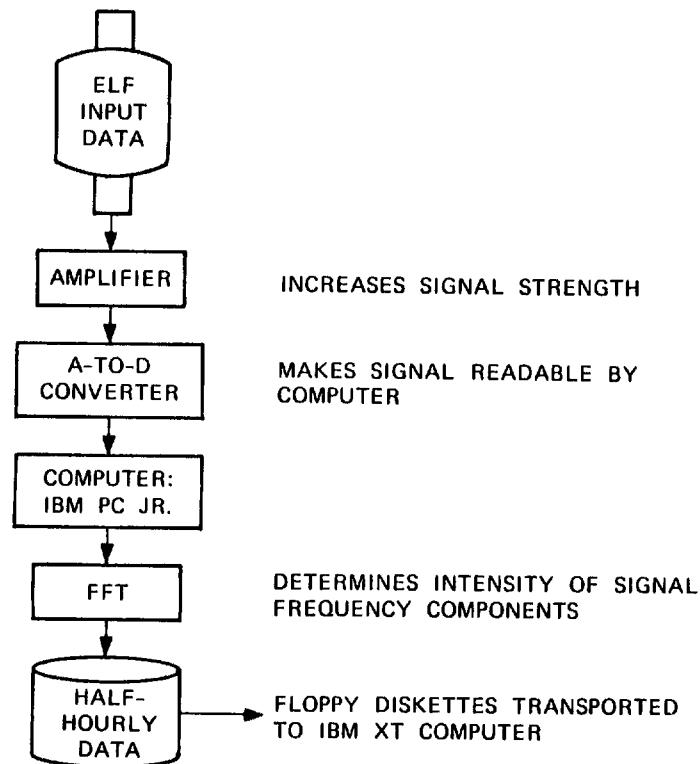 ELF
INPUT
DATA
AMPLIFIER
INCREASES SIGNAL STRENGTH
A-TO-D
CONVERTER
MAKES SIGNAL READABLE BY
COMPUTER
COMPUTER:
IBM PC JR.
FFT
DETERMINES INTENSITY OF SIGNAL
FREQUENCY COMPONENTS
HALF-
HOURLY
DATA
FLOPPY DISKETTES TRANSPORTED
TO IBM XT COMPUTER